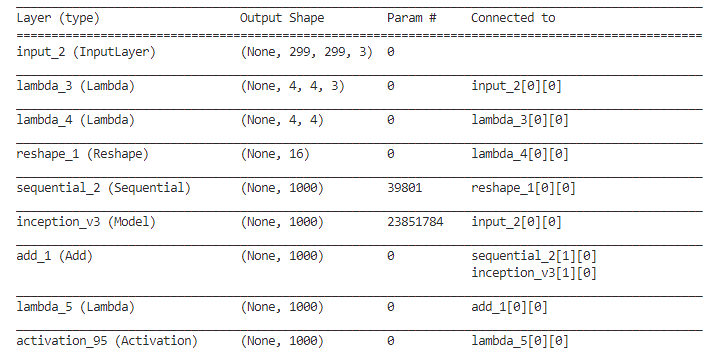 Layer (type) Output Shape Param # Connected to
==================================================================================================
input_2 (InputLayer) (None, 299, 299, 3) 0
lambda_3 (Lambda) (None, 4, 4, 3) 0 input_2[0][0]
lambda_4 (Lambda) (None, 4, 4) 0 lambda_3[0][0]
reshape_1 (Reshape) (None, 16) 0 lambda_4[0][0]
sequential_2 (Sequential) (None, 1000) 39801 reshape_1[0][0]
inception_v3 (Model) (None, 1000) 23851784 input_2[0][0]
add_1 (Add) (None, 1000) 0 sequential_2[1][0]
inception_v3[1][0]
lambda_5 (Lambda) (None, 1000) 0 add_1[0][0]
activation_95 (Activation) (None, 1000) 0 lambda_5[0][0]